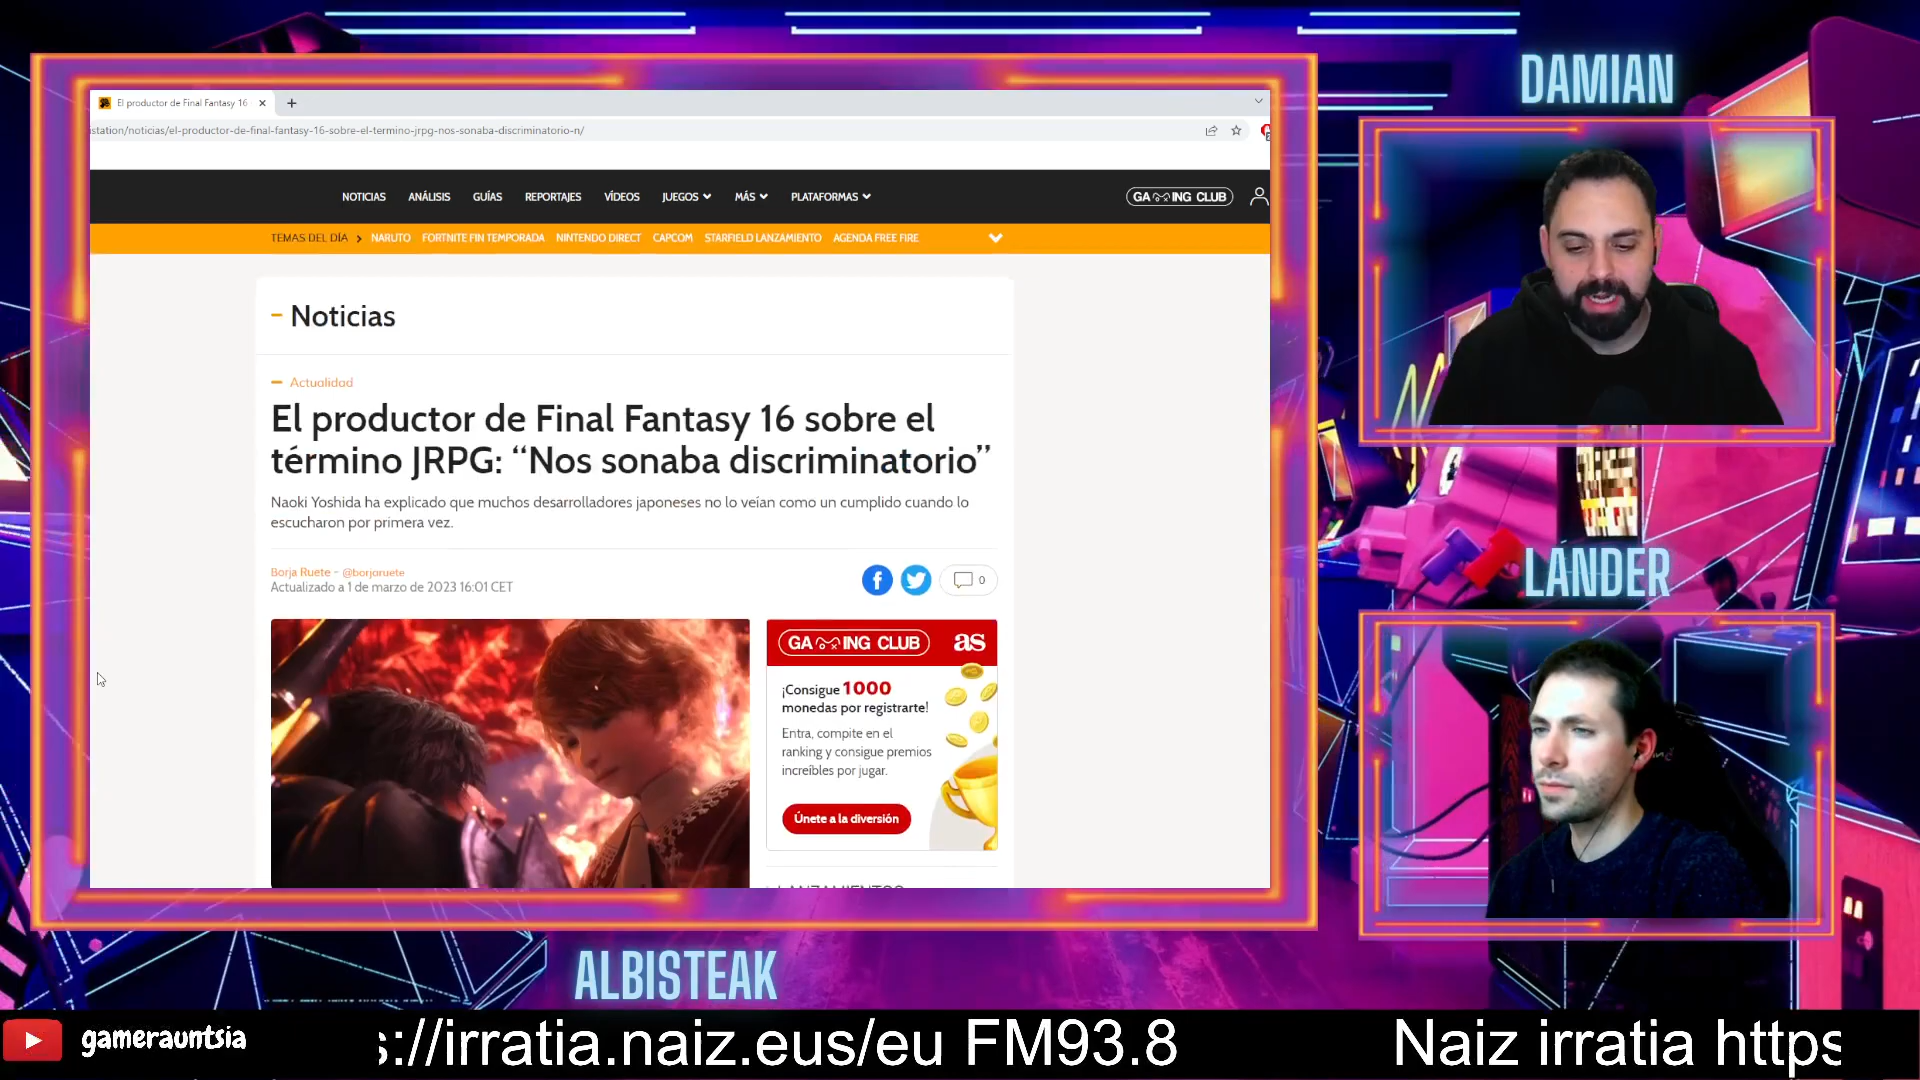 DAMIAN
El productor de Final Fantasy 16
station/noticias/el-productor-de-final-fantasy-16-sobre-el-termino-jrpg-nos-sonaba-discriminatorio-n/
NOTICIAS ANÁLISIS GUÍAS REPORTAJES VÍDEOS JUEGOS MÁS PLATAFORMAS GAMING CLUB
TEMAS DEL DÍA NARUTO FORTNITE FIN TEMPORADA NINTENDO DIRECT CAPCOM STARFIELD LANZAMIENTO AGENDA FREE FIRE
Noticias
Actualidad
El productor de Final Fantasy 16 sobre el
término JRPG: “Nos sonaba discriminatorio”
Naoki Yoshida ha explicado que muchos desarrolladores japoneses no lo veían como un cumplido cuando lo
escucharon por primera vez.
Borja Ruete - @borjaruete
Actualizado a 1 de marzo de 2023 16:01 CET
0
GAMING CLUB as
¡Consigue 1000
monedas por registrarte!
Entra, compite en el
ranking y consigue premios
increíbles por jugar.
Únete a la diversión
LANZAMIENTOS
LANDER
ALBISTEAK
gamerauntsia
s://irratia.naiz.eus/eu FM93.8 Naiz irratia https